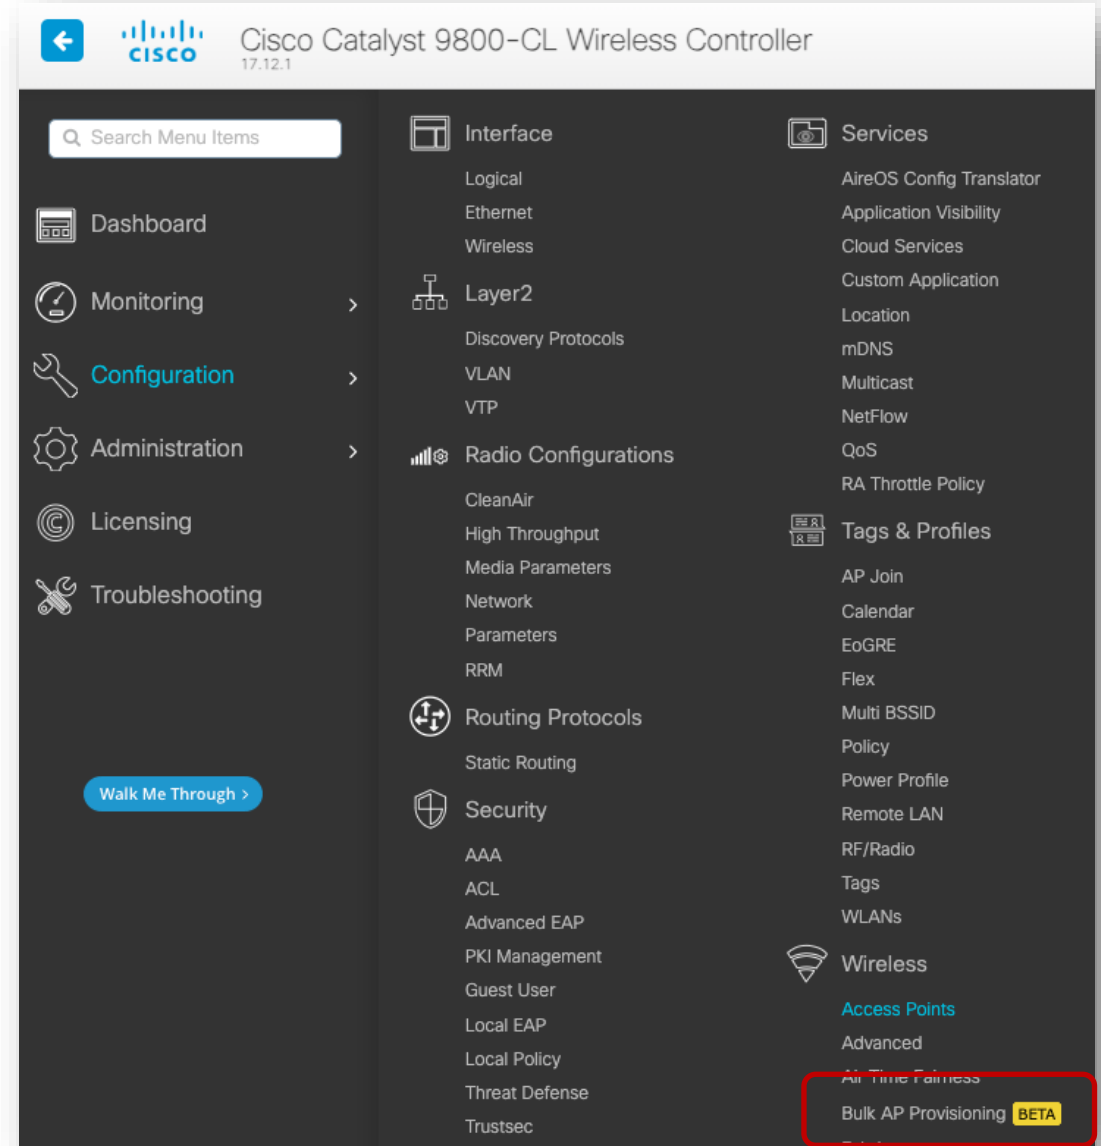 CISCO
Cisco Catalyst 9800-CL Wireless Controller
17.12.1
Search Menu Items
Dashboard
Monitoring
Configuration
Administration
Licensing
Troubleshooting
Walk Me Through >
Interface
Logical
Ethernet
Wireless
Layer2
Discovery Protocols
VLAN
VTP
Radio Configurations
CleanAir
High Throughput
Media Parameters
Network
Parameters
RRM
Routing Protocols
Static Routing
Security
AAA
ACL
Advanced EAP
PKI Management
Guest User
Local EAP
Local Policy
Threat Defense
Trustsec
Services
AireOS Config Translator
Application Visibility
Cloud Services
Custom Application
Location
mDNS
Multicast
NetFlow
QoS
RA Throttle Policy
Tags & Profiles
AP Join
Calendar
EoGRE
Flex
Multi BSSID
Policy
Power Profile
Remote LAN
RF/Radio
Tags
WLANs
Wireless
Access Points
Advanced
Air Time Fairness
Bulk AP Provisioning BETA